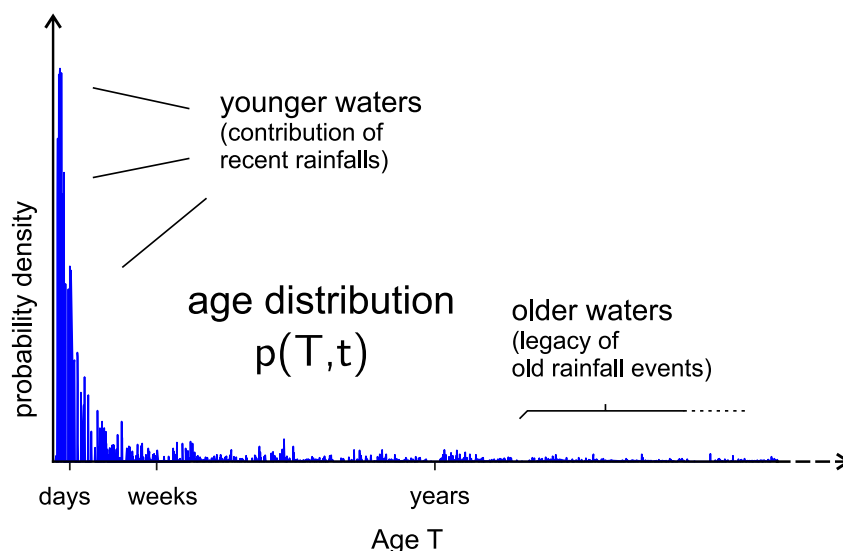 younger waters
(contribution of
recent rainfalls)
probability density
age distribution
p(T,t)
older waters
(legacy of
old rainfall events)
days
weeks
years
Age T